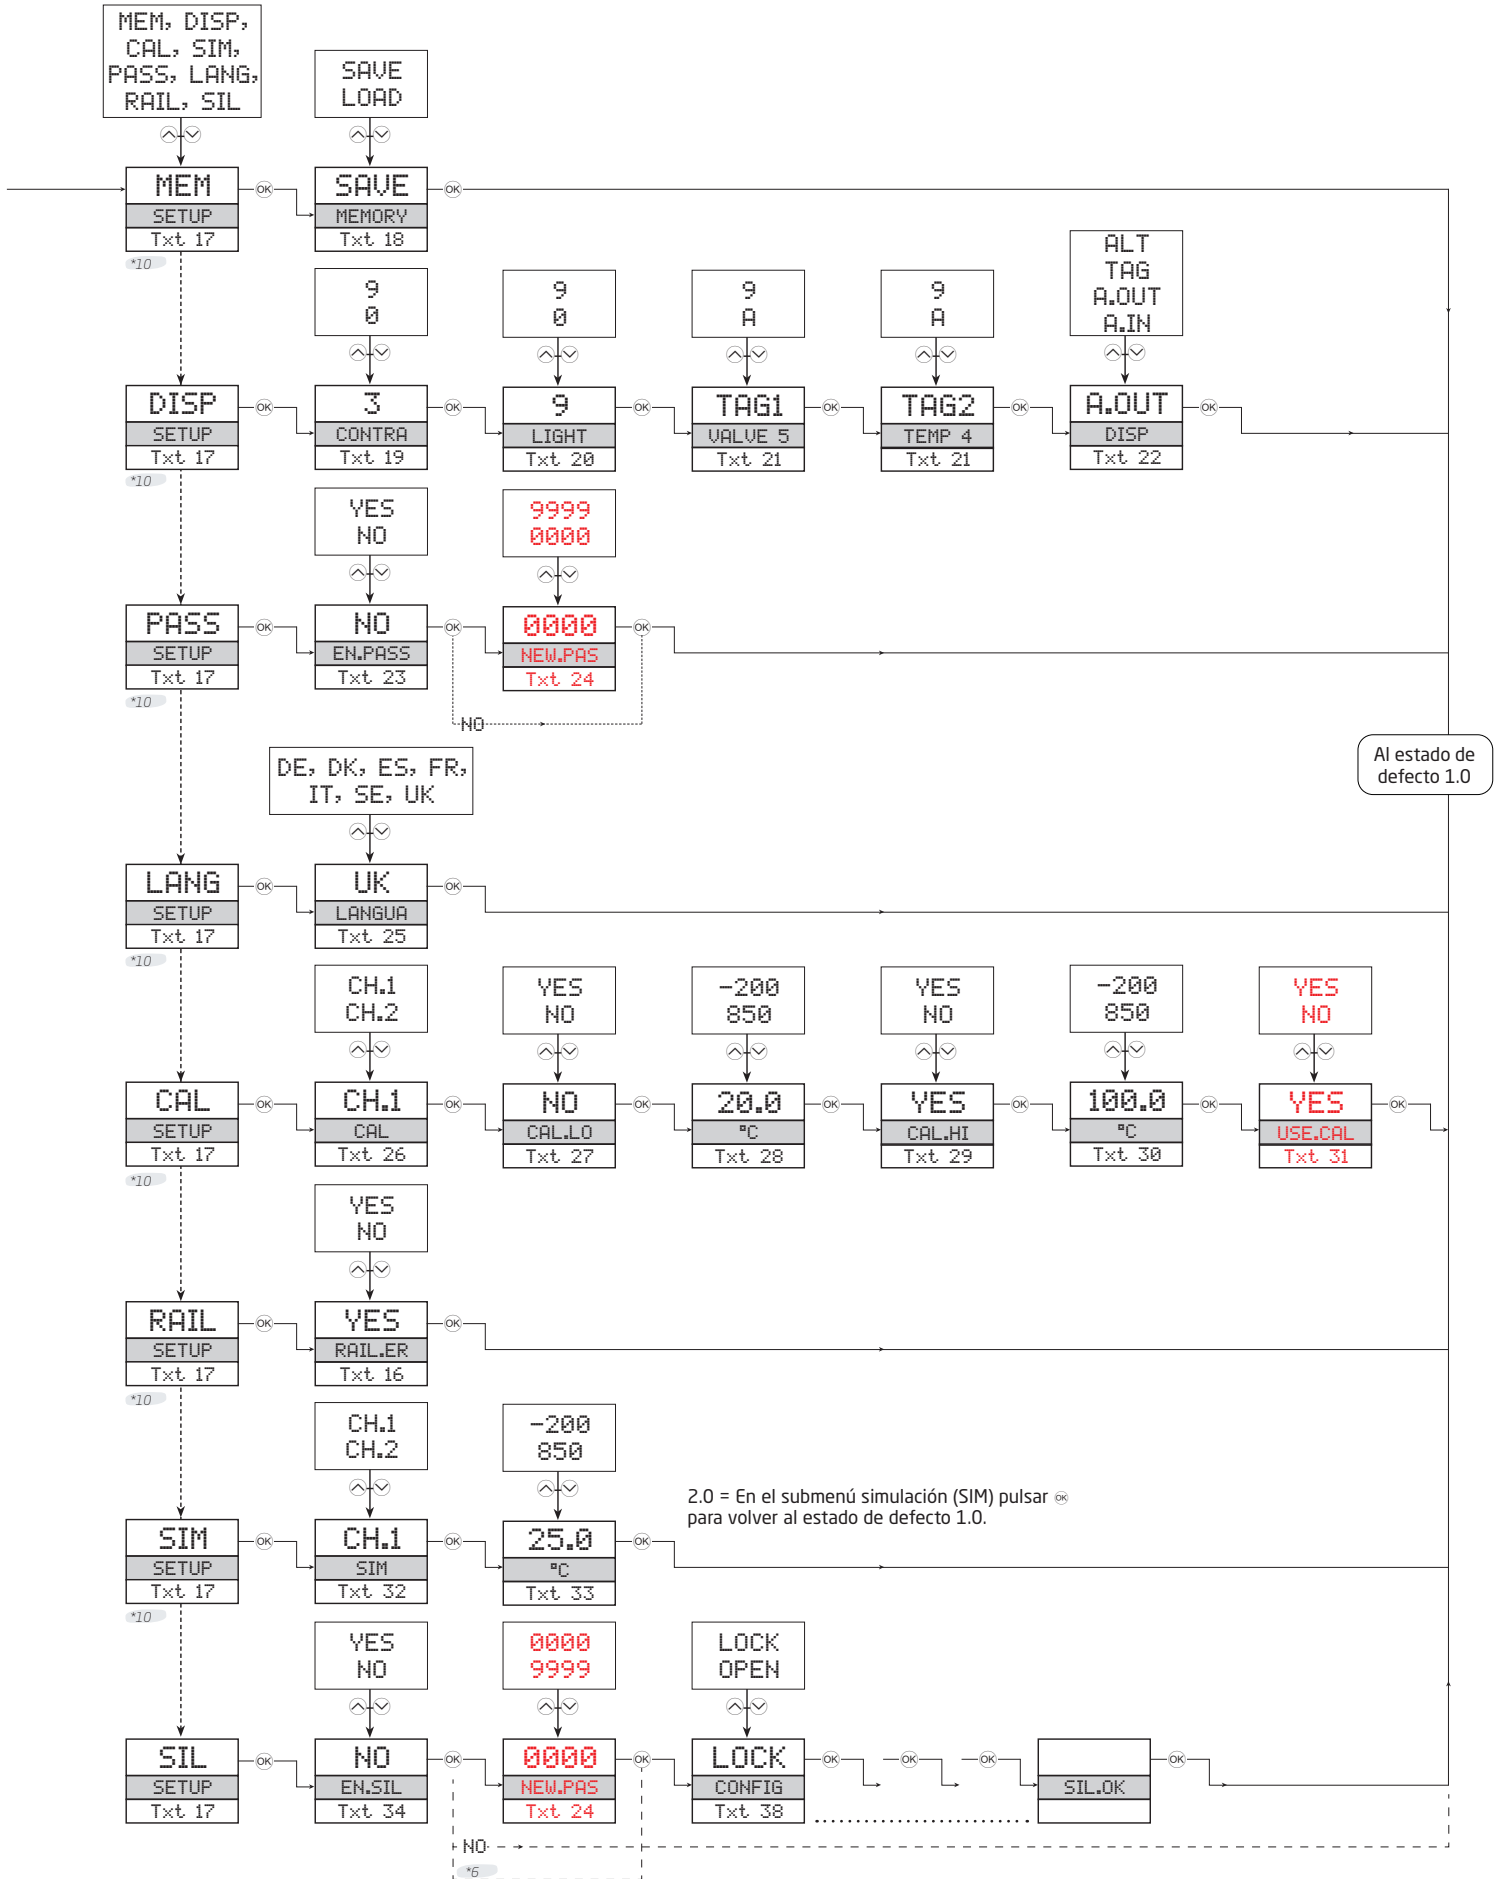 MEM, DISP,
CAL, SIM,
PASS, LANG,
RAIL, SIL
SAVE
LOAD
MEM
SETUP
Txt 17
*10
OK
SAVE
MEMORY
Txt 18
OK
9
0
9
0
9
A
9
A
ALT
TAG
A.OUT
A.IN
DISP
SETUP
Txt 17
*10
OK
3
CONTRA
Txt 19
OK
9
LIGHT
Txt 20
OK
TAG1
VALVE 5
Txt 21
OK
TAG2
TEMP 4
Txt 21
OK
A.OUT
DISP
Txt 22
OK
YES
NO
9999
0000
PASS
SETUP
Txt 17
*10
OK
NO
EN.PASS
Txt 23
OK
0000
NEW.PAS
Txt 24
OK
NO
Al estado de
defecto 1.0
DE, DK, ES, FR,
IT, SE, UK
LANG
SETUP
Txt 17
*10
OK
UK
LANGUA
Txt 25
OK
CH.1
CH.2
YES
NO
-200
850
YES
NO
-200
850
YES
NO
CAL
SETUP
Txt 17
*10
OK
CH.1
CAL
Txt 26
OK
NO
CAL.LO
Txt 27
OK
20.0
°C
Txt 28
OK
YES
CAL.HI
Txt 29
OK
100.0
°C
Txt 30
OK
YES
USE.CAL
Txt 31
OK
YES
NO
RAIL
SETUP
Txt 17
*10
OK
YES
RAIL.ER
Txt 16
OK
CH.1
CH.2
-200
850
2.0 = En el submenú simulación (SIM) pulsar OK
para volver al estado de defecto 1.0.
SIM
SETUP
Txt 17
*10
OK
CH.1
SIM
Txt 32
OK
25.0
°C
Txt 33
OK
YES
NO
0000
9999
LOCK
OPEN
SIL
SETUP
Txt 17
OK
NO
EN.SIL
Txt 34
OK
0000
NEW.PAS
Txt 24
OK
LOCK
CONFIG
Txt 38
OK
OK
OK
SIL.OK
OK
NO
*6